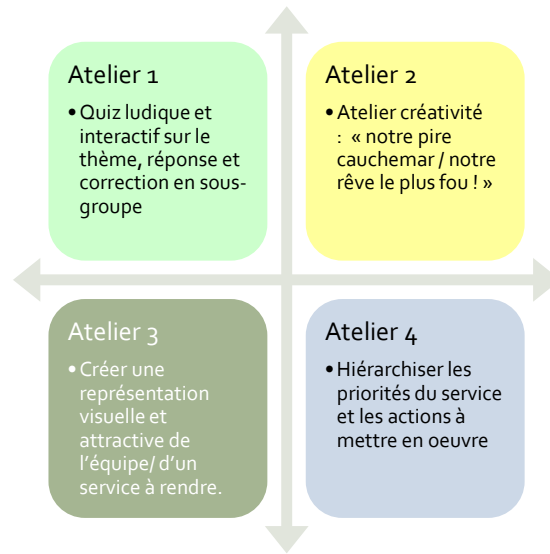 Atelier 1
• Quiz ludique et
interactif sur le
thème, réponse et
correction en sous-
groupe
Atelier 2
• Atelier créativité
: « notre pire
cauchemar / notre
rêve le plus fou ! »
Atelier 3
• Créer une
représentation
visuelle et
attractive de
l'équipe/ d'un
service à rendre.
Atelier 4
• Hiérarchiser les
priorités du service
et les actions à
mettre en oeuvre